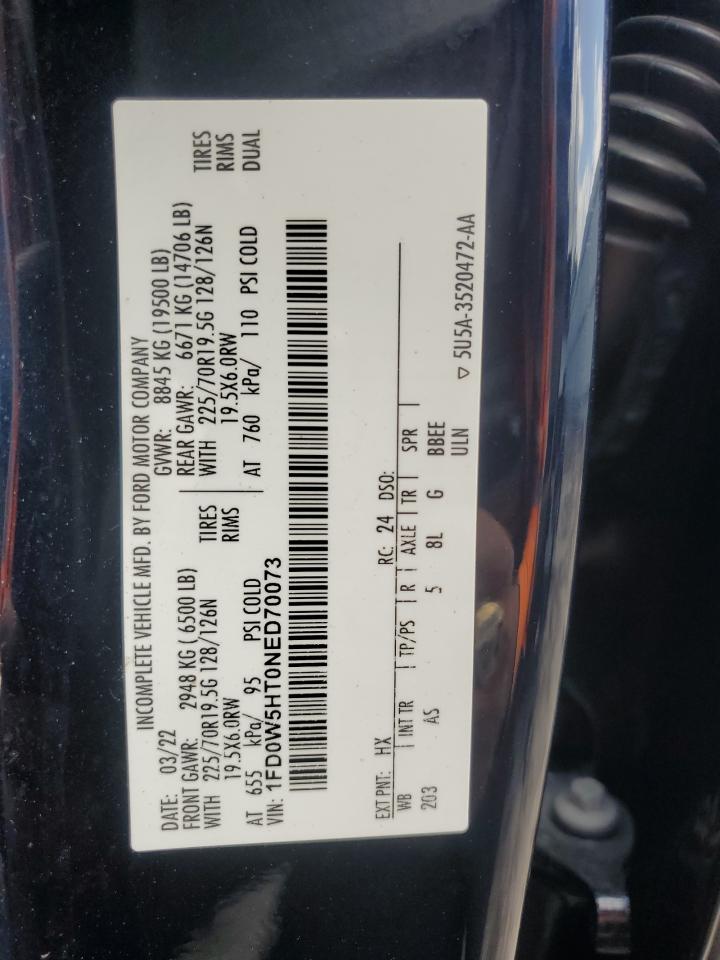 INCOMPLETE VEHICLE MFD. BY FORD MOTOR COMPANY
DATE: 03/22 GVWR: 8845 KG (19500 LB)
FRONT GAWR: 2948 KG ( 6500 LB) REAR GAWR: 6671 KG (14706 LB)
WITH 225/70R19.5G 128/126N TIRES WITH 225/70R19.5G 128/126N TIRES
19.5X6.0RW RIMS 19.5X6.0RW RIMS
AT 655 kPa/ 95 PSI COLD AT 760 kPa/ 110 PSI COLD DUAL
VIN: 1FD0W5HT0NED70073
EXT PNT: HX RC: 24 DSO:
WB INT TR TP/PS R AXLE TR SPR
203 AS 5 8L G BBEE
ULN
▽ 5U5A-3520472-AA